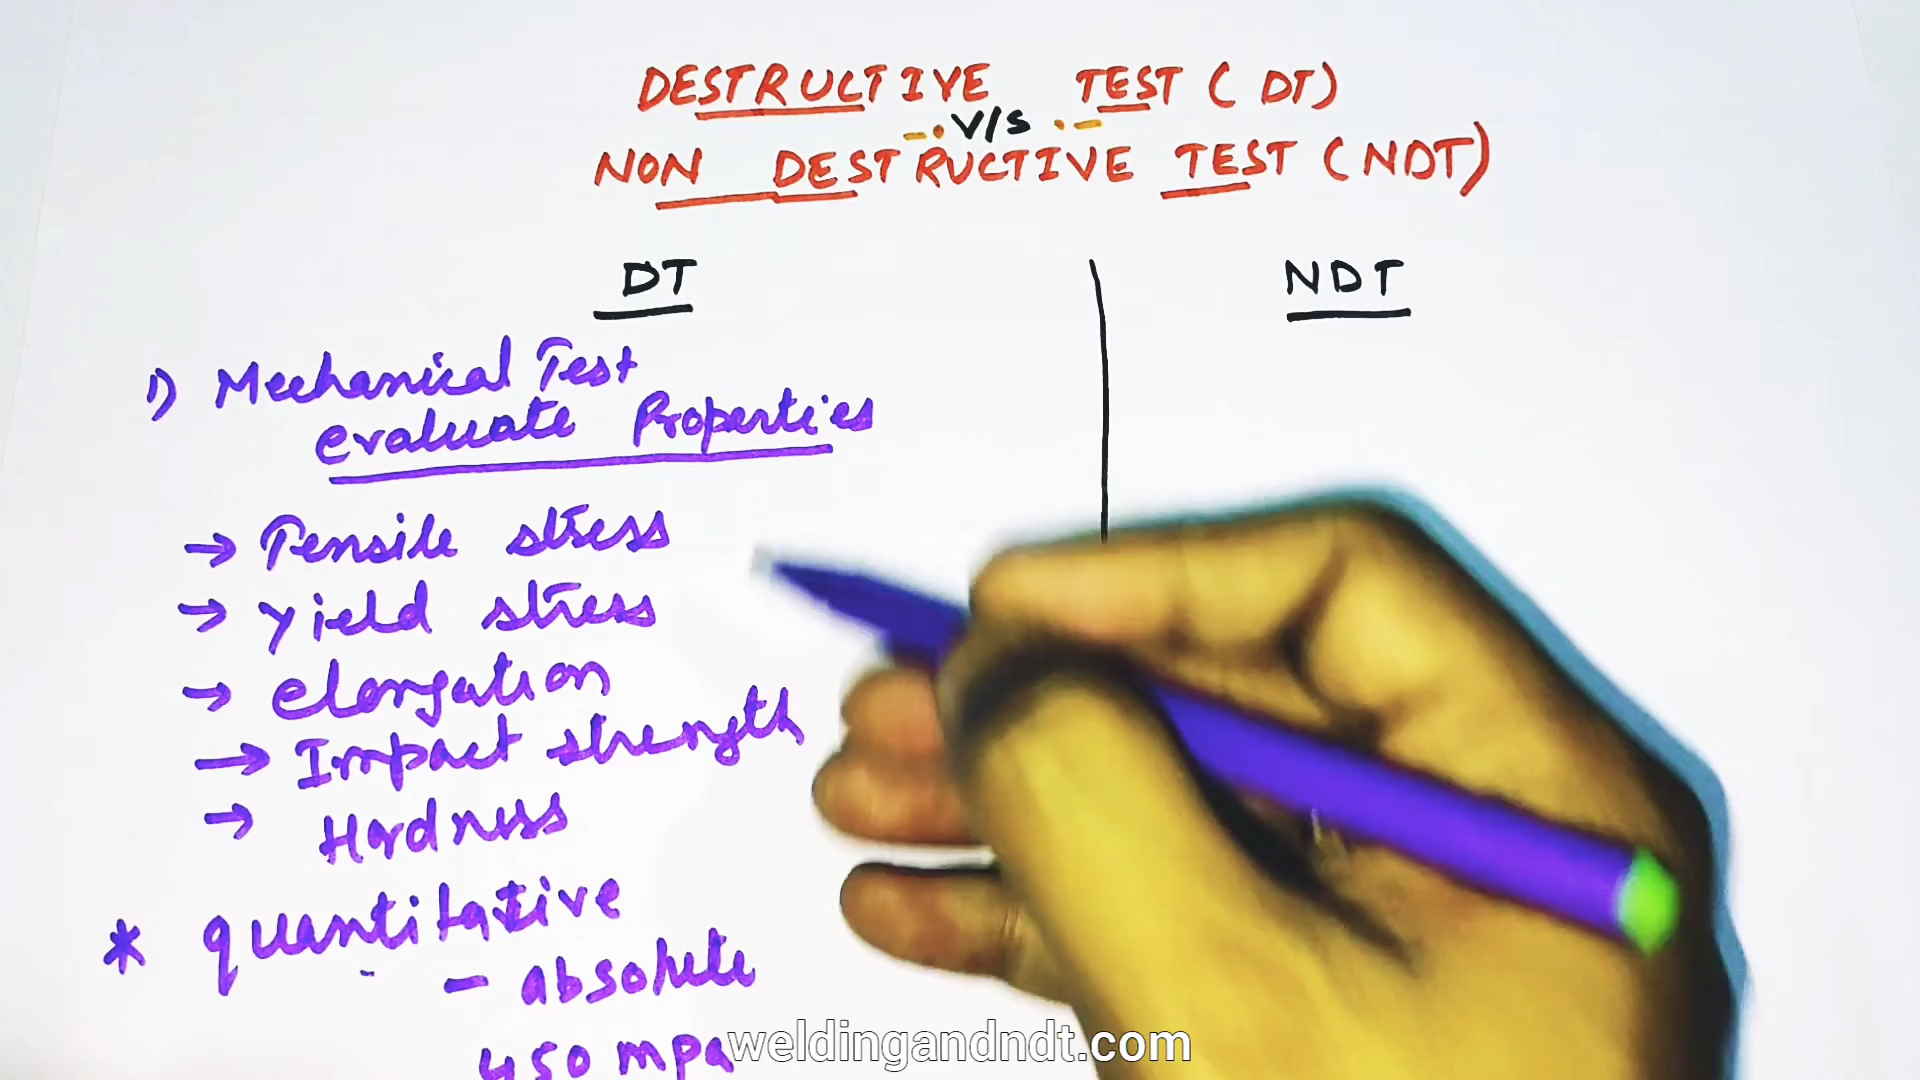 DESTRUCTIVE TEST (DT)
V/S
NON DESTRUCTIVE TEST (NDT)
DT
NDT
1) Mechanical Test
evaluate Properties
→ Tensile stress
→ yield stress
→ elongation
→ Impact strength
→ Hardness
* quantitative
- absolute
450 mpa
weldingandndt.com